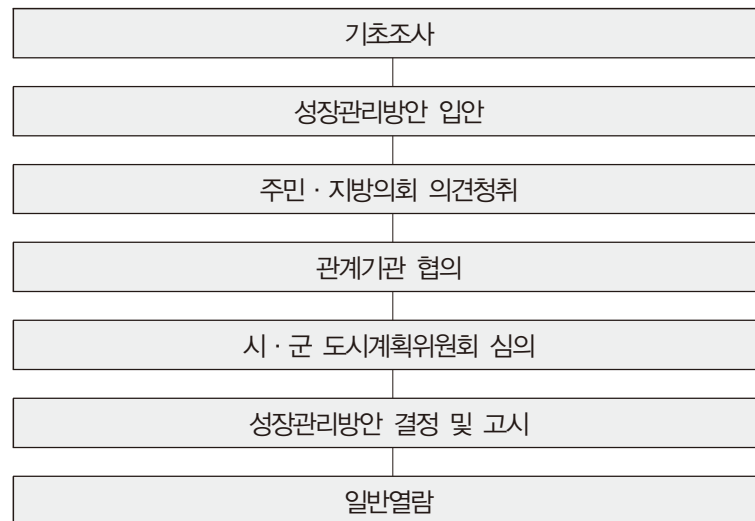 기초조사
성장관리방안 입안
주민 · 지방의회 의견청취
관계기관 협의
시 · 군 도시계획위원회 심의
성장관리방안 결정 및 고시
일반열람